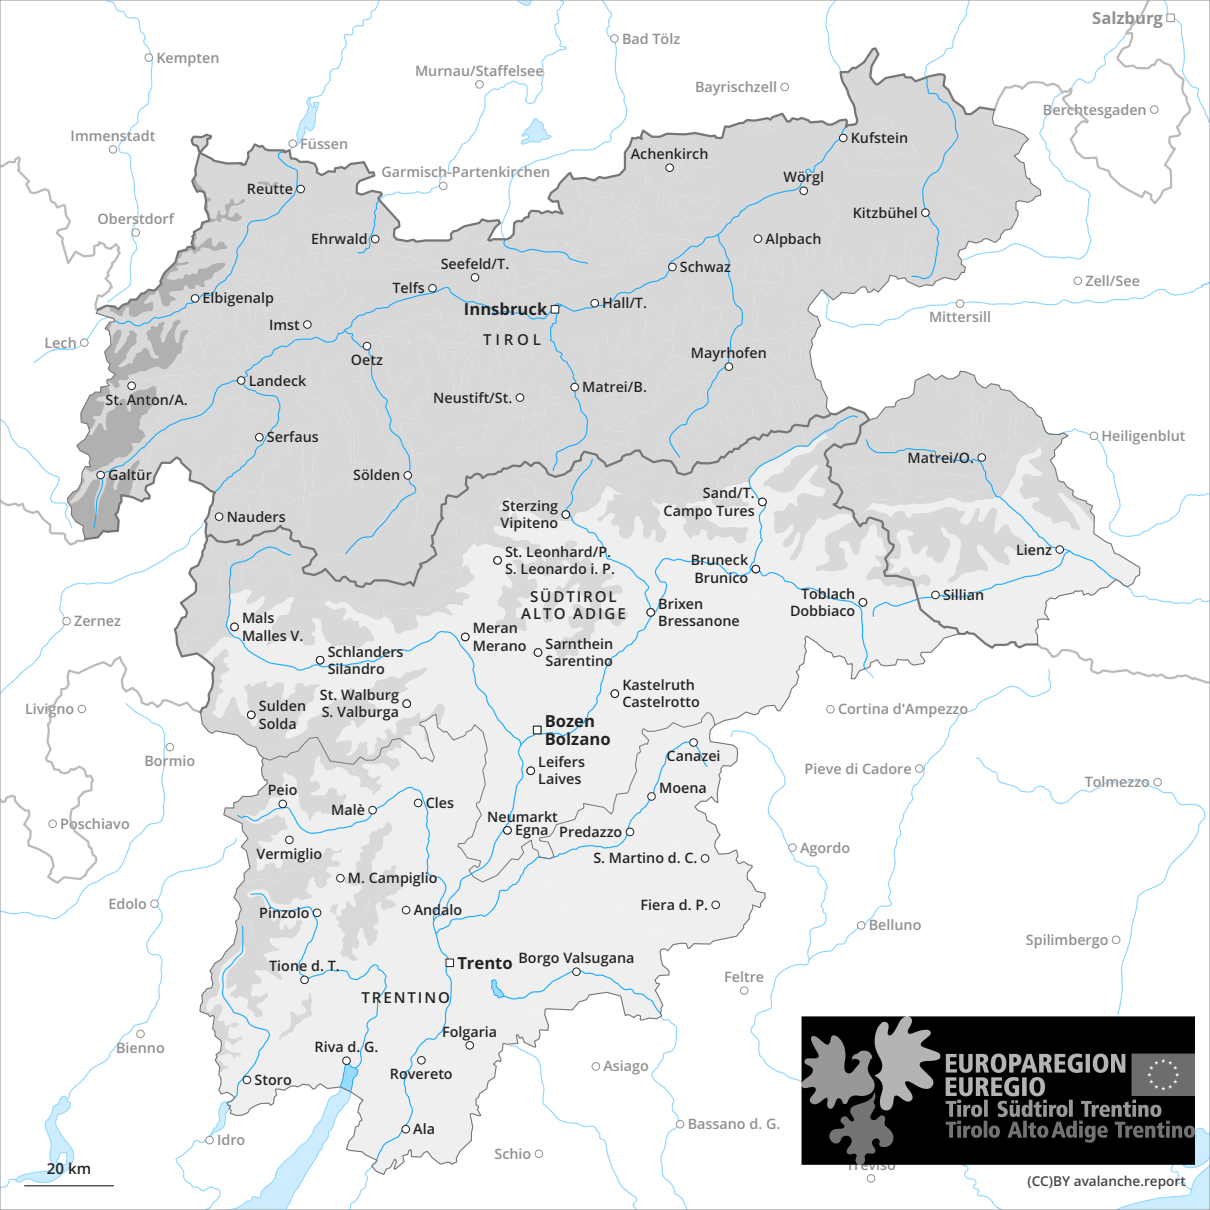 Salzburg
Bad Tölz
Kempten
Murnau/Staffelsee
Bayrischzell
Berchtesgaden
Immenstadt
Füssen
Kufstein
Achenkirch
Garmisch-Partenkirchen
Wörgl
Reutte
Oberstdorf
Kitzbühel
Ehrwald
Alpbach
Seefeld/T.
Schwaz
Zell/See
Telfs
Elbigenalp
Hall/T.
Innsbruck
Mittersill
Imst
TIROL
Lech
Oetz
Mayrhofen
Landeck
Matrei/B.
St. Anton/A.
Neustift/St.
Serfaus
Heiligenblut
Matrei/O.
Galtür
Sölden
Sand/T.
Campo Tures
Sterzing
Vipiteno
Nauders
St. Leonhard/P.
S. Leonardo i. P.
Lienz
Bruneck
Brunico
SÜDTIROL
ALTO ADIGE
Toblach
Dobbiaco
Sillian
Brixen
Bressanone
Zernez
Mals
Malles V.
Meran
Merano
Sarnthein
Sarentino
Schlanders
Silandro
Kastelruth
Castelrotto
St. Walburg
S. Valburga
Sulden
Solda
Livigno
Cortina d'Ampezzo
Bozen
Bolzano
Bormio
Canazei
Leifers
Laives
Pieve di Cadore
Tolmezzo
Peio
Moena
Malè
Cles
Neumarkt
Egna
Predazzo
Poschiavo
Vermiglio
Agordo
S. Martino d. C.
M. Campiglio
Edolo
Fiera d. P.
Pinzolo
Andalo
Belluno
Spilimbergo
Borgo Valsugana
Trento
Tione d. T.
Feltre
TRENTINO
Folgaria
Bienno
Riva d. G.
Asiago
Rovereto
Storo
EUROPAREGION
EUREGIO
Tirol Südtirol Trentino
Tirolo Alto Adige Trentino
Bassano d. G.
Ala
Idro
Schio
Treviso
20 km
(CC)BY avalanche.report